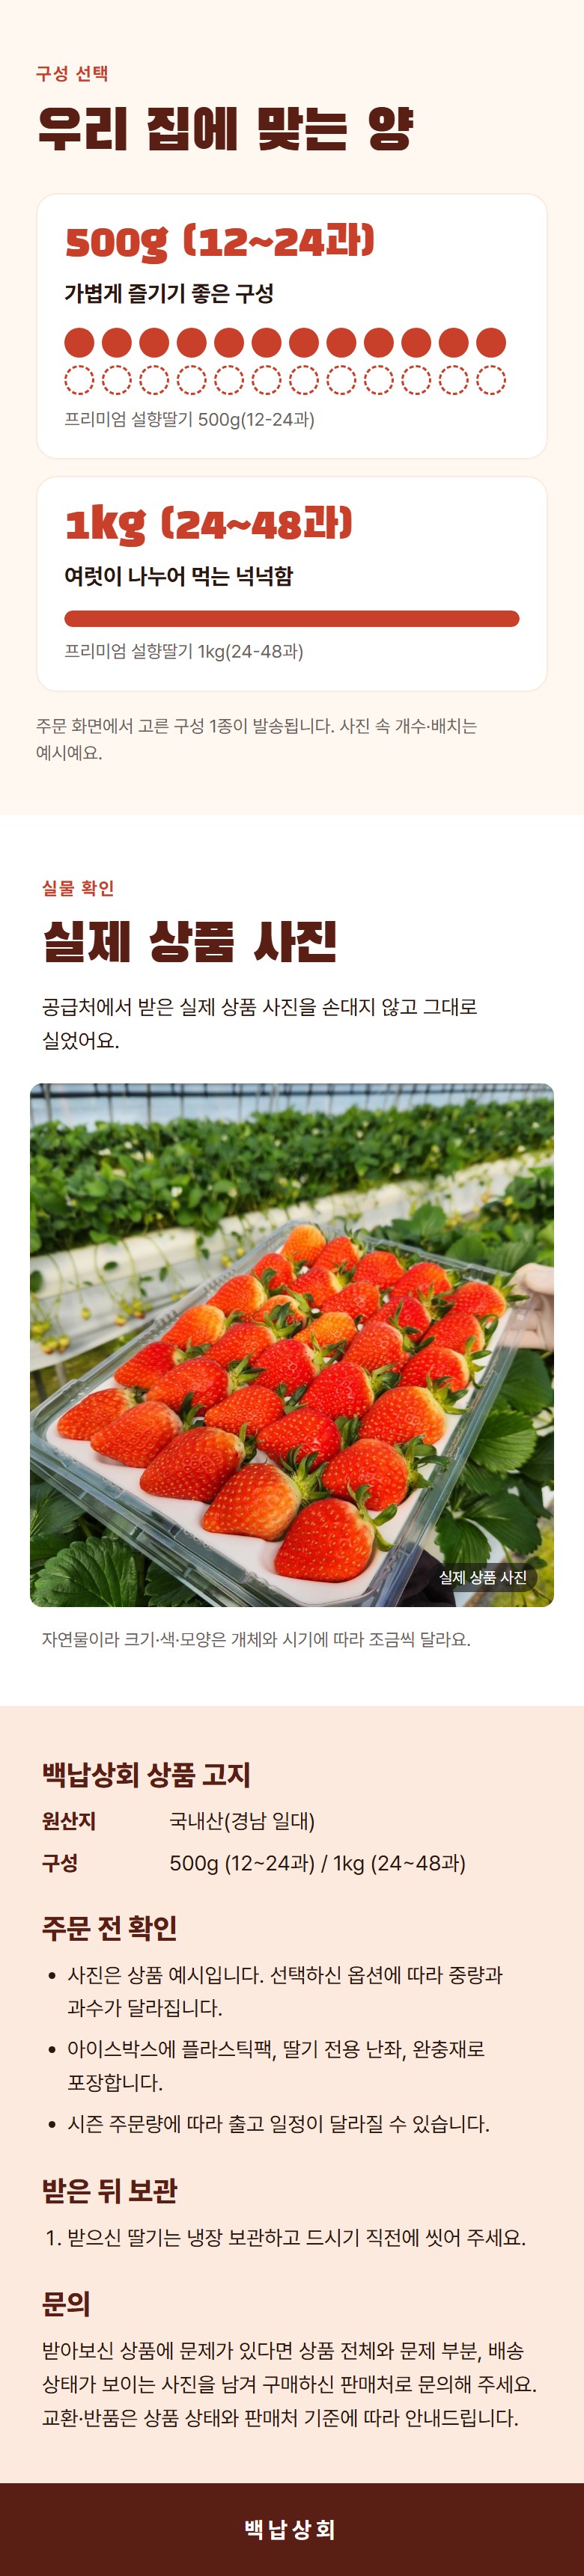 구성 선택
우리 집에 맞는 양
500g (12~24과)
가볍게 즐기기 좋은 구성
프리미엄 설향딸기 500g(12-24과)
1kg (24~48과)
여럿이 나누어 먹는 넉넉함
프리미엄 설향딸기 1kg(24-48과)
주문 화면에서 고른 구성 1종이 발송됩니다. 사진 속 개수·배치는
예시예요.
실물 확인
실제 상품 사진
공급처에서 받은 실제 상품 사진을 손대지 않고 그대로
실었어요.
실제 상품 사진
자연물이라 크기·색·모양은 개체와 시기에 따라 조금씩 달라요.
백납상회 상품 고지
원산지 국내산(경남 일대)
구성 500g (12~24과) / 1kg (24~48과)
주문 전 확인
• 사진은 상품 예시입니다. 선택하신 옵션에 따라 중량과
과수가 달라집니다.
• 아이스박스에 플라스틱팩, 딸기 전용 난좌, 완충재로
포장합니다.
• 시즌 주문량에 따라 출고 일정이 달라질 수 있습니다.
받은 뒤 보관
1. 받으신 딸기는 냉장 보관하고 드시기 직전에 씻어 주세요.
문의
받아보신 상품에 문제가 있다면 상품 전체와 문제 부분, 배송
상태가 보이는 사진을 남겨 구매하신 판매처로 문의해 주세요.
교환·반품은 상품 상태와 판매처 기준에 따라 안내드립니다.
백납상회